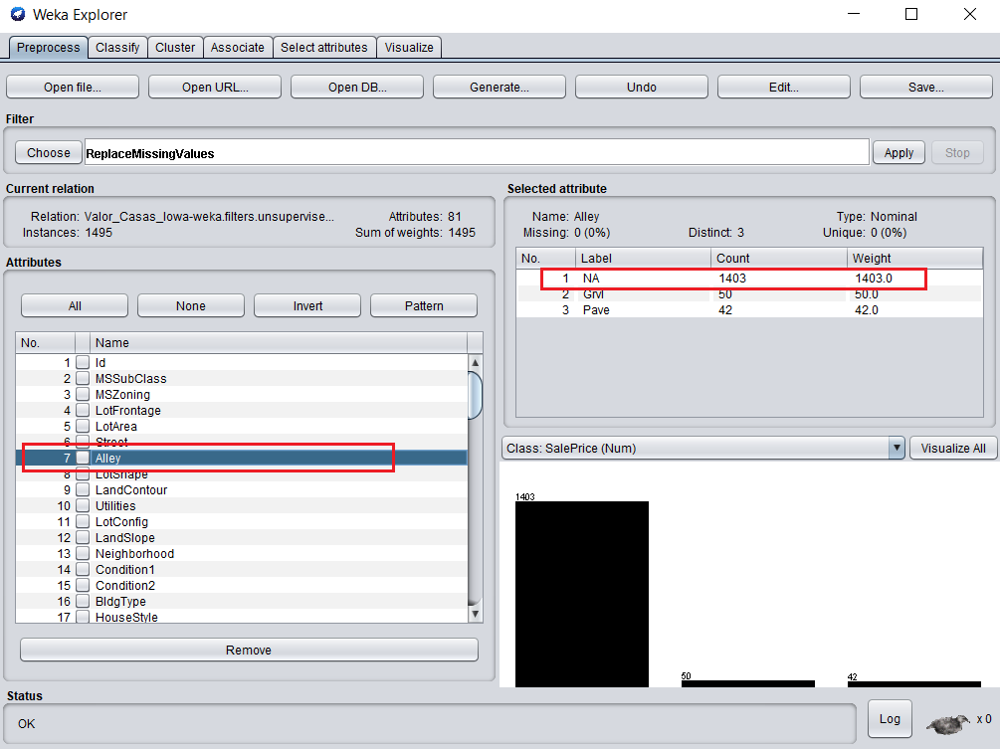 Weka Explorer
Preprocess Classify Cluster Associate Select attributes Visualize
Open file... Open URL... Open DB... Generate... Undo Edit... Save...
Filter
Choose ReplaceMissingValues Apply Stop
Current relation
Relation: Valor_Casas_Iowa-weka.filters.unsupervise... Attributes: 81
Instances: 1495 Sum of weights: 1495
Attributes
All None Invert Pattern
No. Name
1 Id
2 MSSubClass
3 MSZoning
4 LotFrontage
5 LotArea
6 Street
7 Alley
8 LotShape
9 LandContour
10 Utilities
11 LotConfig
12 LandSlope
13 Neighborhood
14 Condition1
15 Condition2
16 BldgType
17 HouseStyle
Remove
Selected attribute
Name: Alley Type: Nominal
Missing: 0 (0%) Distinct: 3 Unique: 0 (0%)
No. Label Count Weight
1 NA 1403 1403.0
2 Grvl 50 50.0
3 Pave 42 42.0
Class: SalePrice (Num) Visualize All
1403
50
42
Status
OK
Log x 0